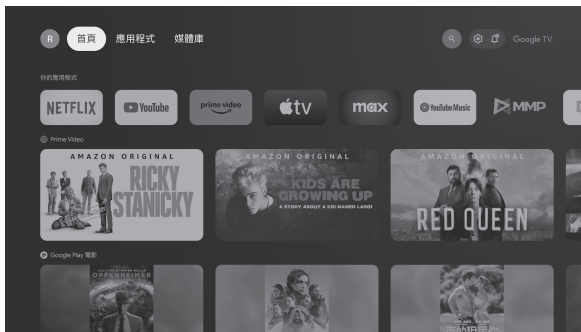 R 首頁 應用程式 媒體庫 Google TV
你的應用程式
NETFLIX YouTube prime video tv max YouTube Music MMP
Prime Video
AMAZON ORIGINAL
RICKY
STANICKY
AMAZON ORIGINAL
KIDS ARE
GROWING UP
A STORY ABOUT A KID NAMED LAROI
AMAZON ORIGINAL
RED QUEEN
Google Play 電影
OPPENHEIMER